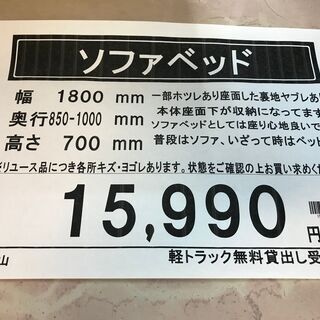 ソファベッド
幅 1800 mm
一部ホツレあり座面した裏地ヤブレあり
奥行850-1000 mm
本体座面下が収納になってます
ソファベッドとしては座り心地良いで
高さ 700 mm
普段はソファ、いざって時はベッド
リユース品につき各所キズ・ヨゴレあります。状態をご確認の上お買い求めくだ
15,990
円
山
軽トラック無料貸出し受